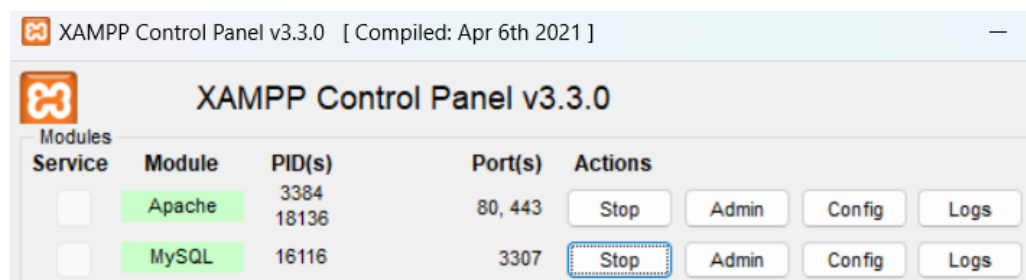 XAMPP Control Panel v3.3.0 [ Compiled: Apr 6th 2021 ]
XAMPP Control Panel v3.3.0
Modules
Service Module PID(s) Port(s) Actions
Apache 3384 18136 80, 443 Stop Admin Config Logs
MySQL 16116 3307 Stop Admin Config Logs